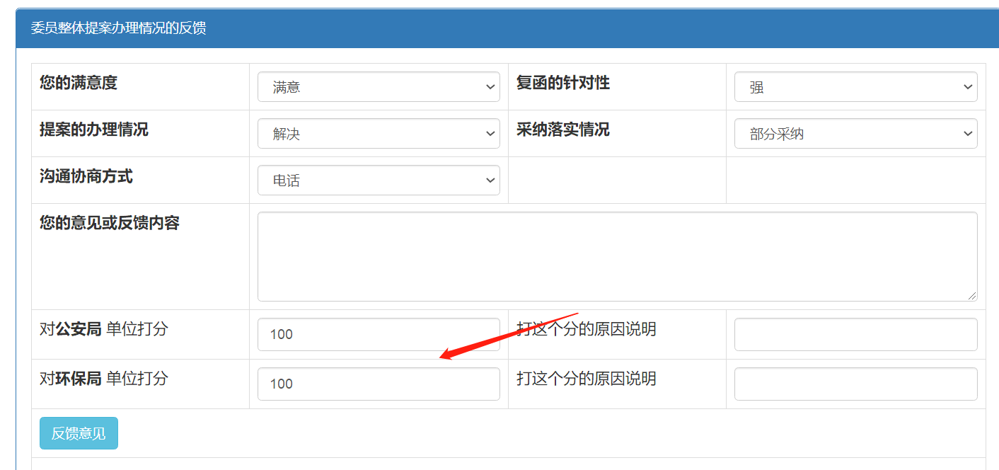 委员整体提案办理情况的反馈
您的满意度 满意 复函的针对性 强
提案的办理情况 解决 采纳落实情况 部分采纳
沟通协商方式 电话
您的意见或反馈内容
对公安局 单位打分 100 打这个分的原因说明
对环保局 单位打分 100 打这个分的原因说明
反馈意见